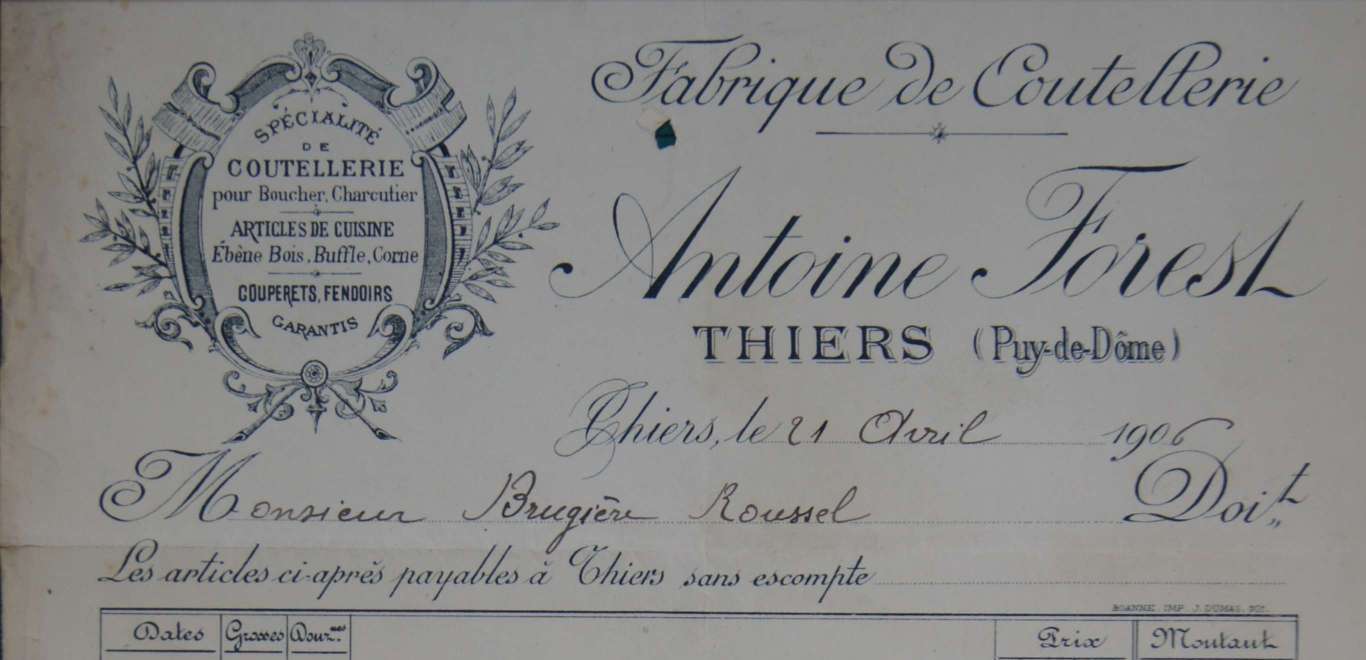 SPÉCIALITÉ
DE
COUTELLERIE
pour Boucher, Charcutier
ARTICLES DE CUISINE
Ébène Bois, Buffle, Corne
COUPERETS, FENDOIRS
GARANTIS
Fabrique de Coutellerie
Antoine Forest
THIERS (Puy-de-Dôme)
Thiers, le 21 Avril 1906
Monsieur Brugière Roussel Doit
Les articles ci-après payables à Thiers sans escompte
ROANNE. IMP. J. DUMAS.
Dates Grosses Douz.nes Prix Montant